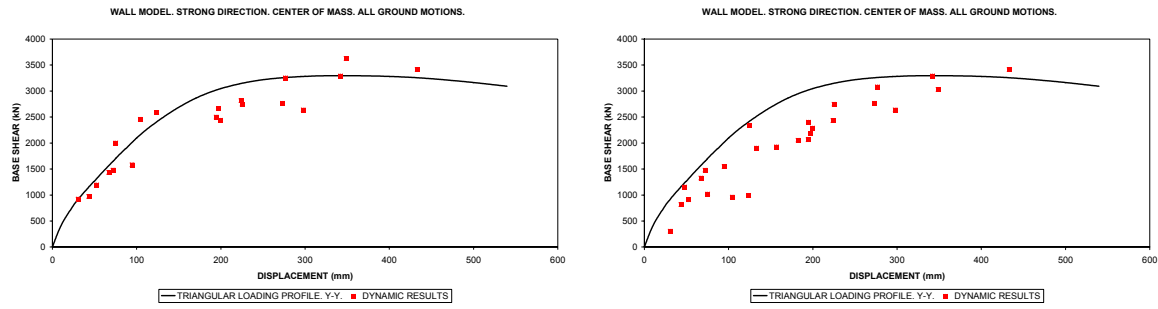 WALL MODEL. STRONG DIRECTION. CENTER OF MASS. ALL GROUND MOTIONS.
4000
3500
3000
2500
2000
1500
1000
500
0
BASE SHEAR (kN)
0 100 200 300 400 500 600
DISPLACEMENT (mm)
TRIANGULAR LOADING PROFILE. Y-Y. DYNAMIC RESULTS
WALL MODEL. STRONG DIRECTION. CENTER OF MASS. ALL GROUND MOTIONS.
4000
3500
3000
2500
2000
1500
1000
500
0
BASE SHEAR (kN)
0 100 200 300 400 500 600
DISPLACEMENT (mm)
TRIANGULAR LOADING PROFILE. Y-Y. DYNAMIC RESULTS